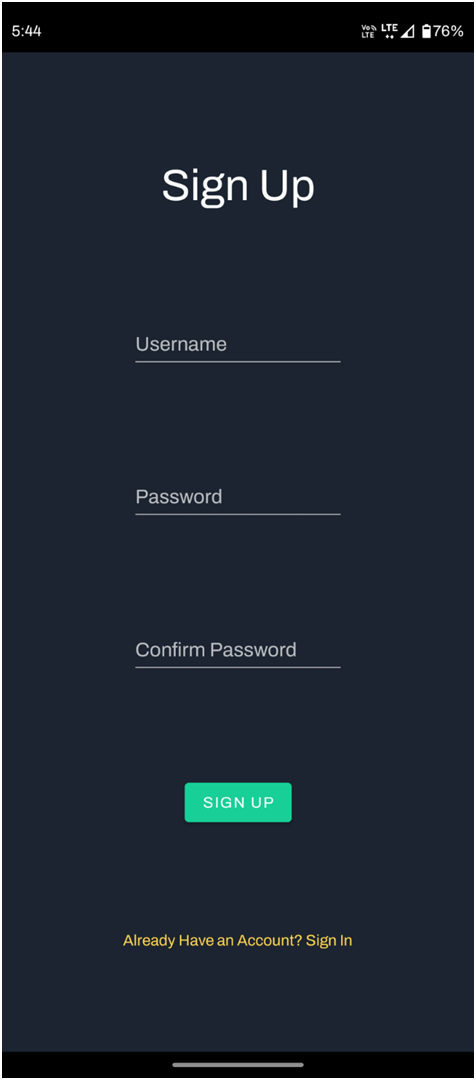 5:44
Vo LTE LTE 76%
Sign Up
Username
Password
Confirm Password
SIGN UP
Already Have an Account? Sign In